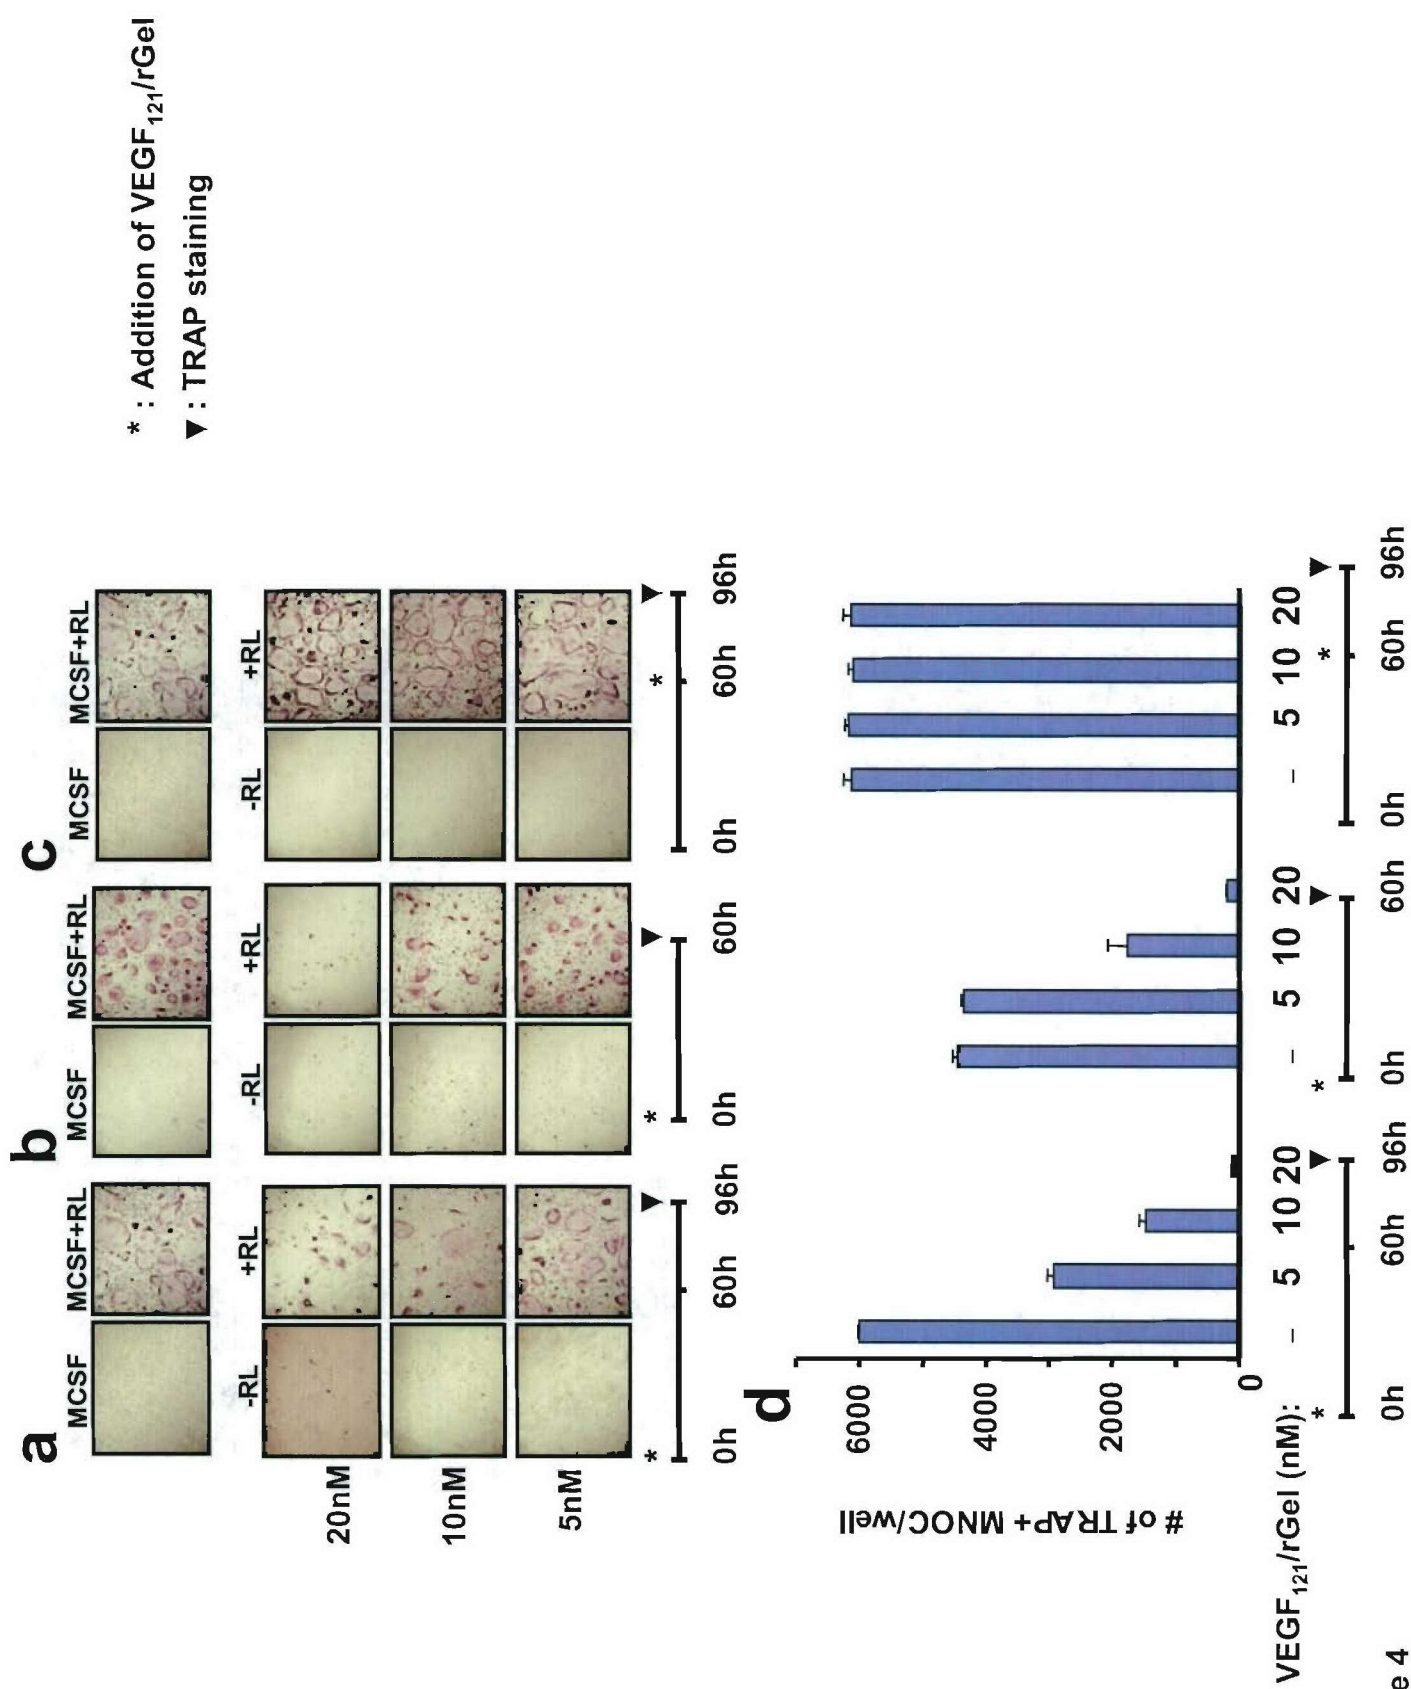 a
b
c
MCSF MCSF+RL MCSF MCSF+RL MCSF MCSF+RL
* : Addition of VEGF121/rGel
▼ : TRAP staining
-RL +RL -RL +RL -RL +RL
20nM
10nM
5nM
* ▼ * ▼ * ▼
0h 60h 96h 0h 60h 0h 60h 96h
d
# of TRAP+ MNOC/well
6000
4000
2000
0
VEGF121/rGel (nM): – 5 10 20 – 5 10 20 – 5 10 20
* ▼ * ▼ * ▼
0h 60h 96h 0h 60h 0h 60h 96h
e 4